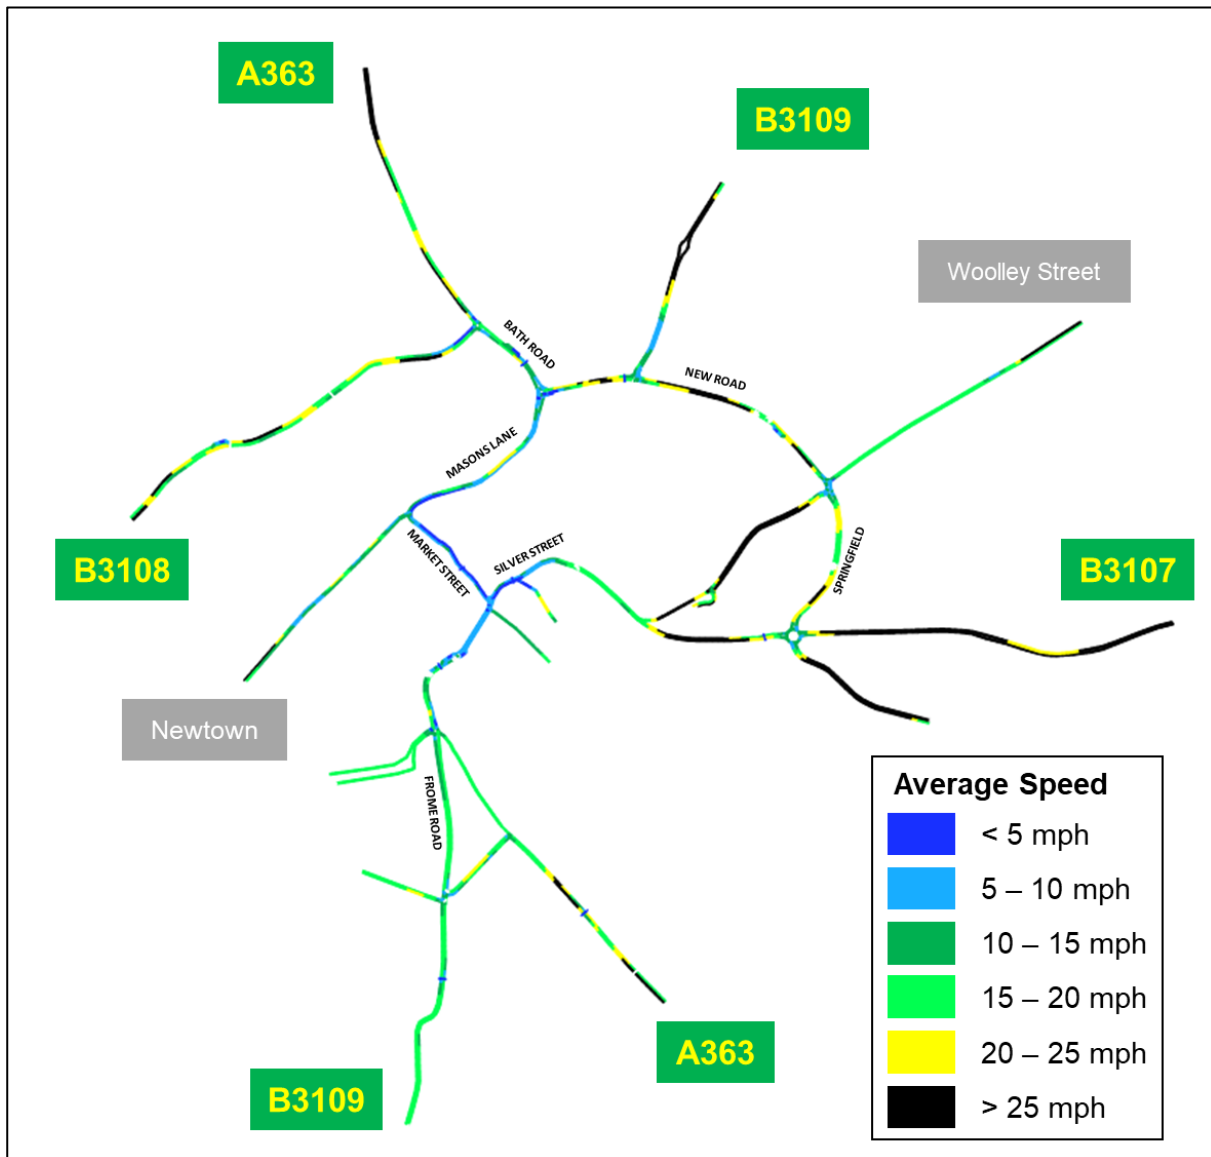 A363
B3109
Woolley Street
BATH ROAD
NEW ROAD
MASONS LANE
MARKET STREET
SILVER STREET
SPRINGFIELD
B3108
B3107
Newtown
FROME ROAD
A363
B3109
Average Speed
< 5 mph
5 – 10 mph
10 – 15 mph
15 – 20 mph
20 – 25 mph
> 25 mph